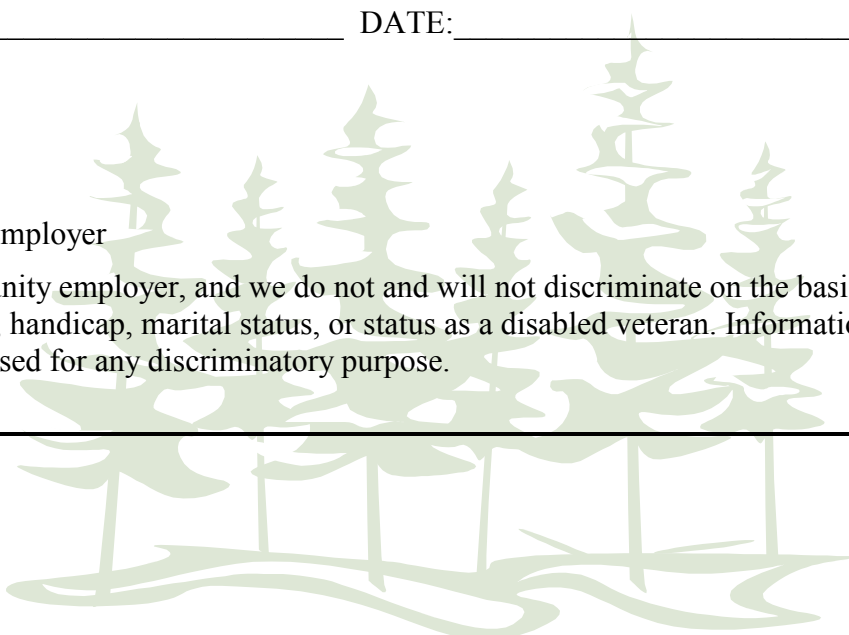 DATE:
mployer
nity employer, and we do not and will not discriminate on the basi
handicap, marital status, or status as a disabled veteran. Informatio
sed for any discriminatory purpose.